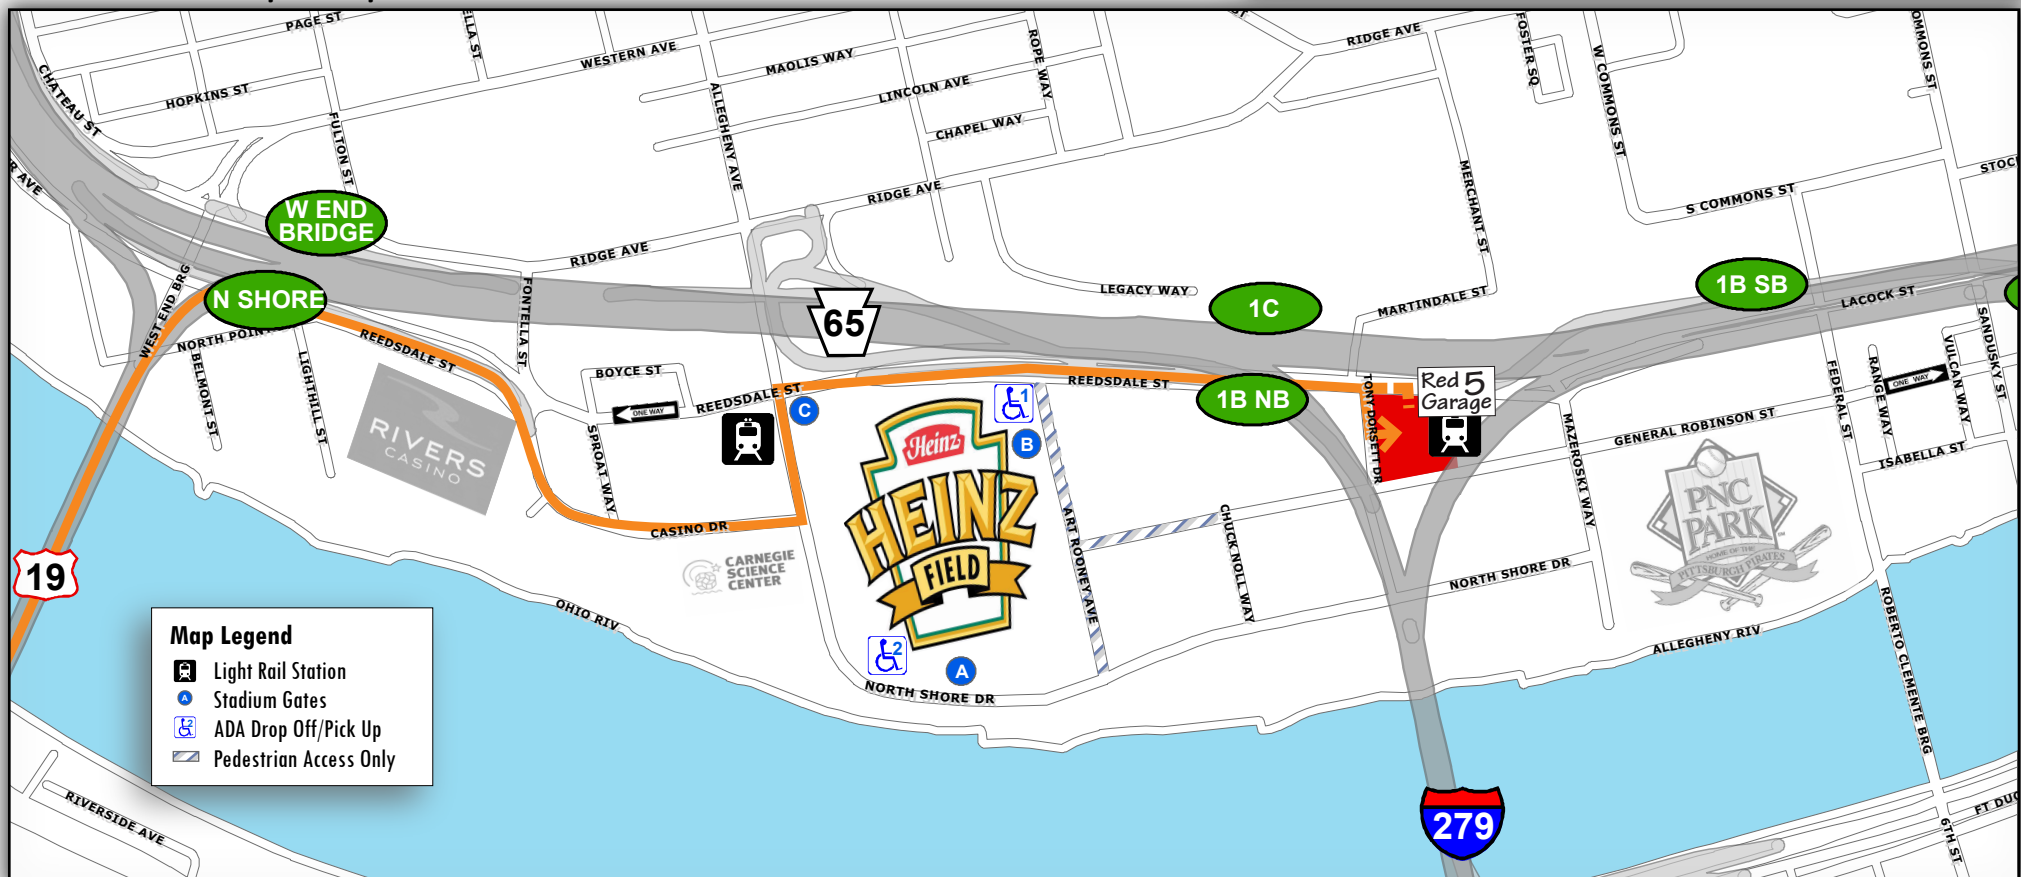 PAGE ST
WESTERN AVE
MAOLIS WAY
ROPE WAY
RIDGE AVE
FOSTER SQ
W COMMONS ST
CHATEAU ST
HOPKINS ST
FULTON ST
ALLEGHENY AVE
LINCOLN AVE
CHAPEL WAY
MERCHANT ST
STOC
R AVE
RIDGE AVE
S COMMONS ST
W END
BRIDGE
RIDGE AVE
LEGACY WAY
MARTINDALE ST
1C
1B SB
LACOCK ST
SANDUSKY ST
WEST END BRG
N SHORE
NORTH POINT
FONTELLA ST
65
REEDSDALE ST
BELMONT ST
LIGHTHILL ST
BOYCE ST
ONE WAY
REEDSDALE ST
C
REEDSDALE ST
1B NB
TONY DORSETT DR
Red 5
Garage
FEDERAL ST
RANGE WAY
ONE WAY
VULCAN WAY
RIVERS
CASINO
SPROAT WAY
1
B
Heinz
HEINZ
FIELD
MAZEROSKI WAY
GENERAL ROBINSON ST
ISABELLA ST
PNC
PARK
HOME OF THE
PITTSBURGH PIRATES
CASINO DR
CARNEGIE
SCIENCE
CENTER
ART ROONEY AVE
CHUCK NOLL WAY
NORTH SHORE DR
19
OHIO RIV
2
A
NORTH SHORE DR
ALLEGHENY RIV
ROBERTO CLEMENTE BRG
Map Legend
Light Rail Station
A
Stadium Gates
2
ADA Drop Off/Pick Up
Pedestrian Access Only
RIVERSIDE AVE
279
FT DUQ
6TH ST